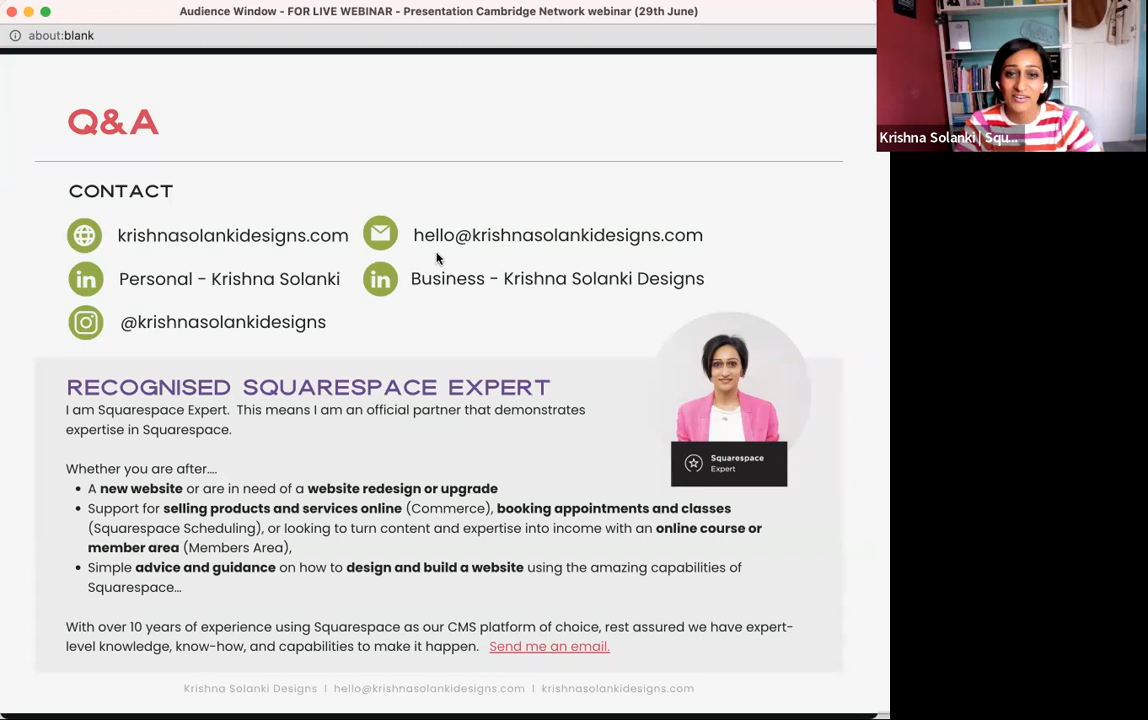 Audience Window - FOR LIVE WEBINAR - Presentation Cambridge Network webinar (29th June)
about:blank
Krishna Solanki | Squ...
Q&A
CONTACT
krishnasolankidesigns.com
hello@krishnasolankidesigns.com
in
Personal - Krishna Solanki
in
Business - Krishna Solanki Designs
@krishnasolankidesigns
RECOGNISED SQUARESPACE EXPERT
I am Squarespace Expert. This means I am an official partner that demonstrates
expertise in Squarespace.
Squarespace
Expert
Whether you are after....
• A new website or are in need of a website redesign or upgrade
• Support for selling products and services online (Commerce), booking appointments and classes
(Squarespace Scheduling), or looking to turn content and expertise into income with an online course or
member area (Members Area),
• Simple advice and guidance on how to design and build a website using the amazing capabilities of
Squarespace...
With over 10 years of experience using Squarespace as our CMS platform of choice, rest assured we have expert-
level knowledge, know-how, and capabilities to make it happen. Send me an email.
Krishna Solanki Designs I hello@krishnasolankidesigns.com I krishnasolankidesigns.com